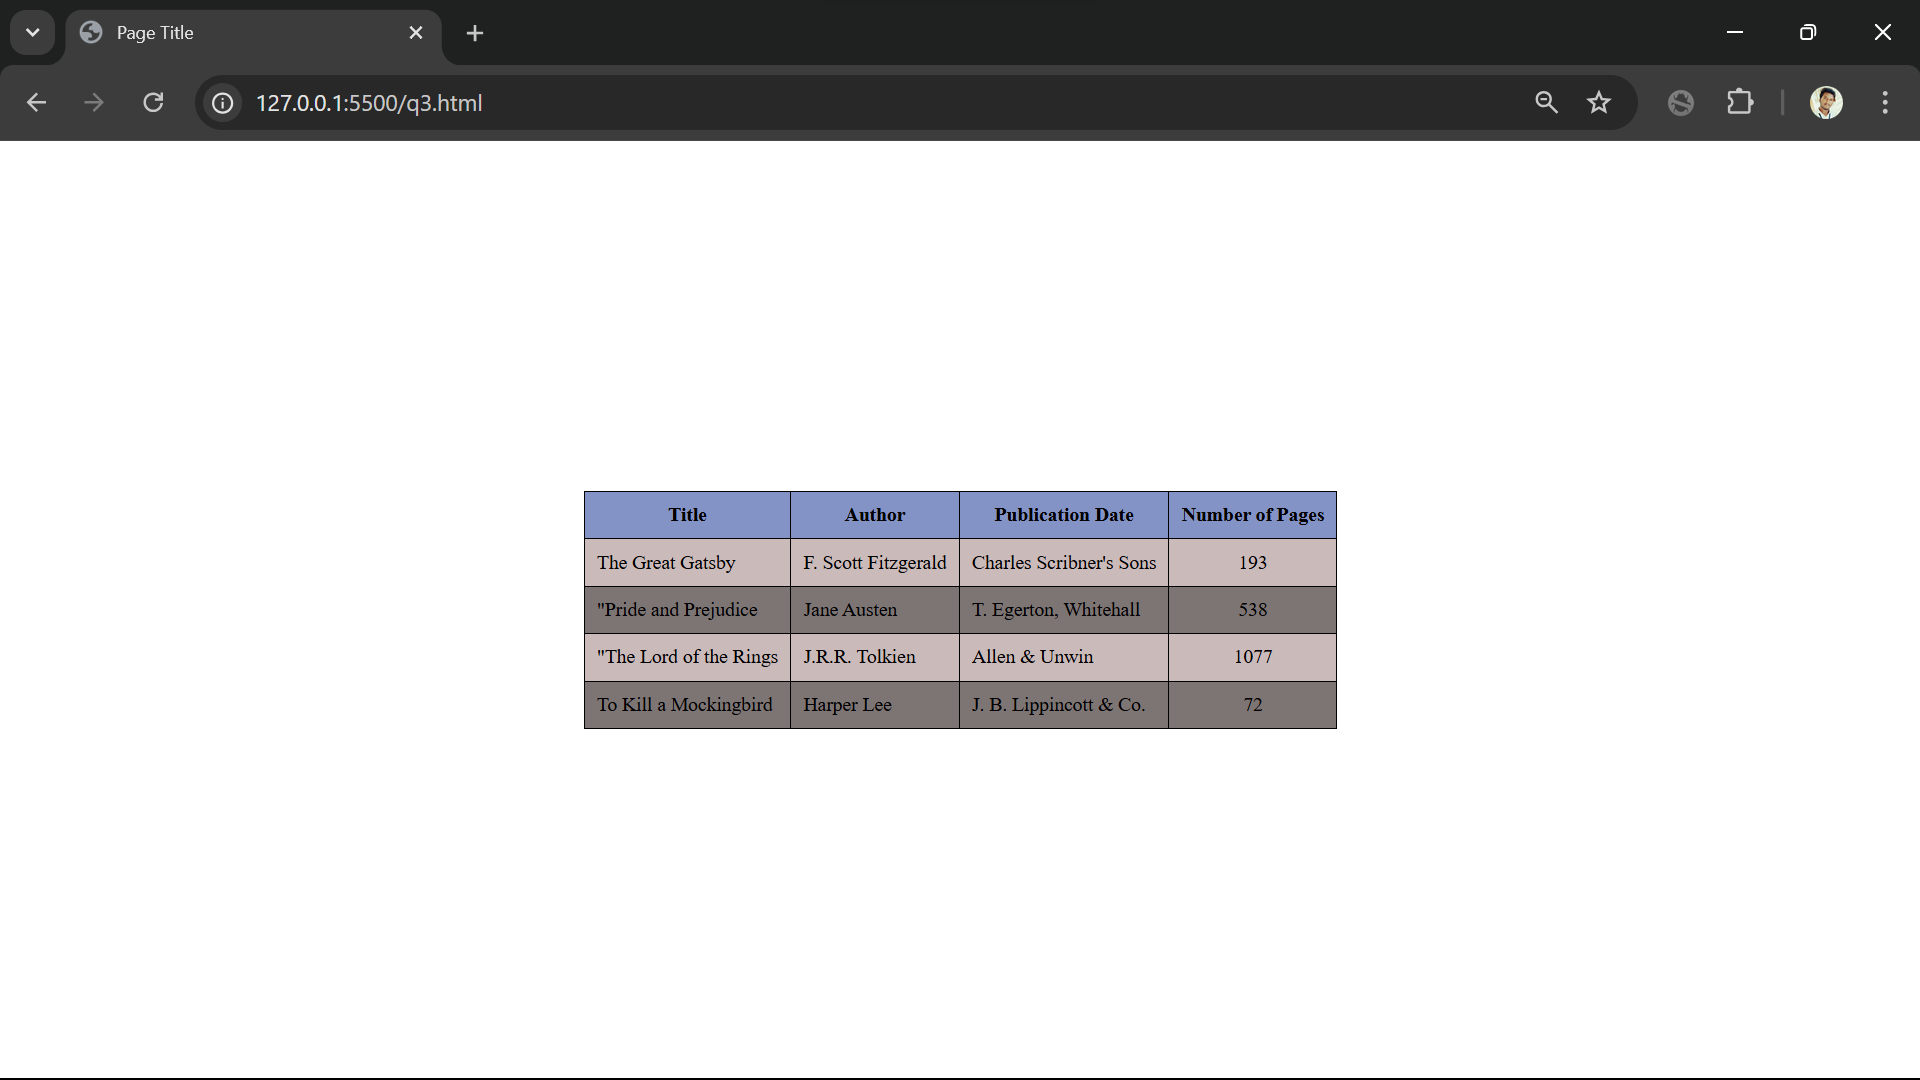 Page Title
127.0.0.1:5500/q3.html
Title Author Publication Date Number of Pages
The Great Gatsby F. Scott Fitzgerald Charles Scribner's Sons 193
"Pride and Prejudice Jane Austen T. Egerton, Whitehall 538
"The Lord of the Rings J.R.R. Tolkien Allen & Unwin 1077
To Kill a Mockingbird Harper Lee J. B. Lippincott & Co. 72